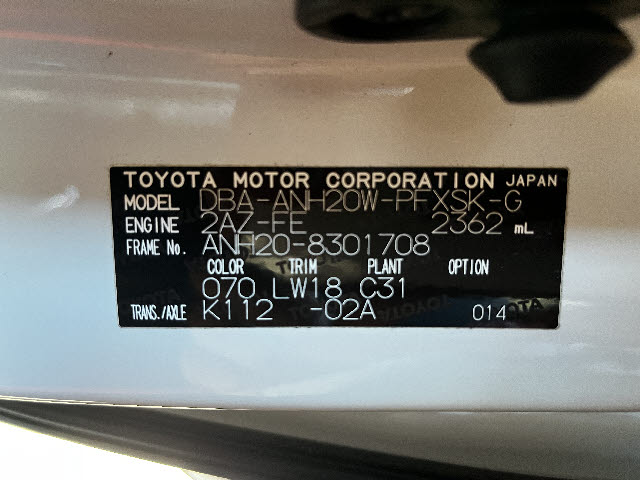 TOYOTA MOTOR CORPORATION JAPAN
MODEL DBA-ANH20W-PFXSK-G
ENGINE 2AZ-FE 2362 mL
FRAME No. ANH20-8301708
COLOR TRIM PLANT OPTION
070 LW18 C31
TRANS./AXLE K112 -02A 014